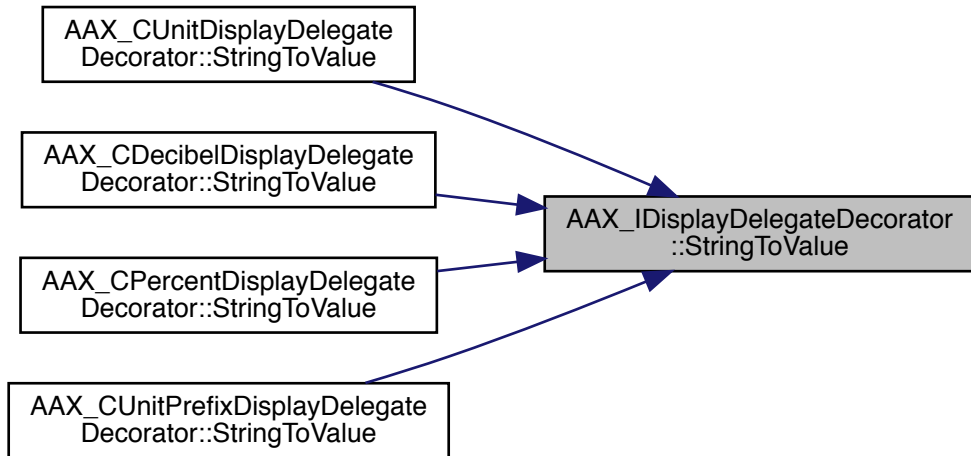 AAX_CUnitDisplayDelegate
Decorator::StringToValue
AAX_CDecibelDisplayDelegate
Decorator::StringToValue
AAX_IDisplayDelegateDecorator
::StringToValue
AAX_CPercentDisplayDelegate
Decorator::StringToValue
AAX_CUnitPrefixDisplayDelegate
Decorator::StringToValue